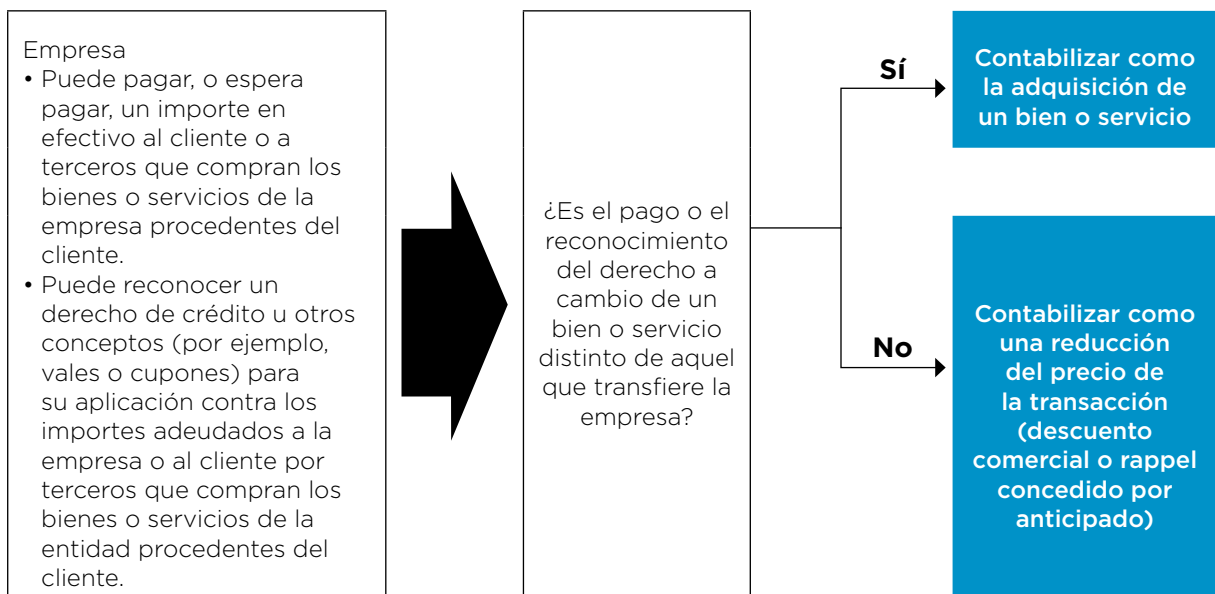 Empresa
• Puede pagar, o espera
pagar, un importe en
efectivo al cliente o a
terceros que compran los
bienes o servicios de la
empresa procedentes del
cliente.
• Puede reconocer un
derecho de crédito u otros
conceptos (por ejemplo,
vales o cupones) para
su aplicación contra los
importes adeudados a la
empresa o al cliente por
terceros que compran los
bienes o servicios de la
entidad procedentes del
cliente.
¿Es el pago o el
reconocimiento
del derecho a
cambio de un
bien o servicio
distinto de aquel
que transfiere la
empresa?
Sí
Contabilizar como
la adquisición de
un bien o servicio
No
Contabilizar como
una reducción
del precio de
la transacción
(descuento
comercial o rappel
concedido por
anticipado)